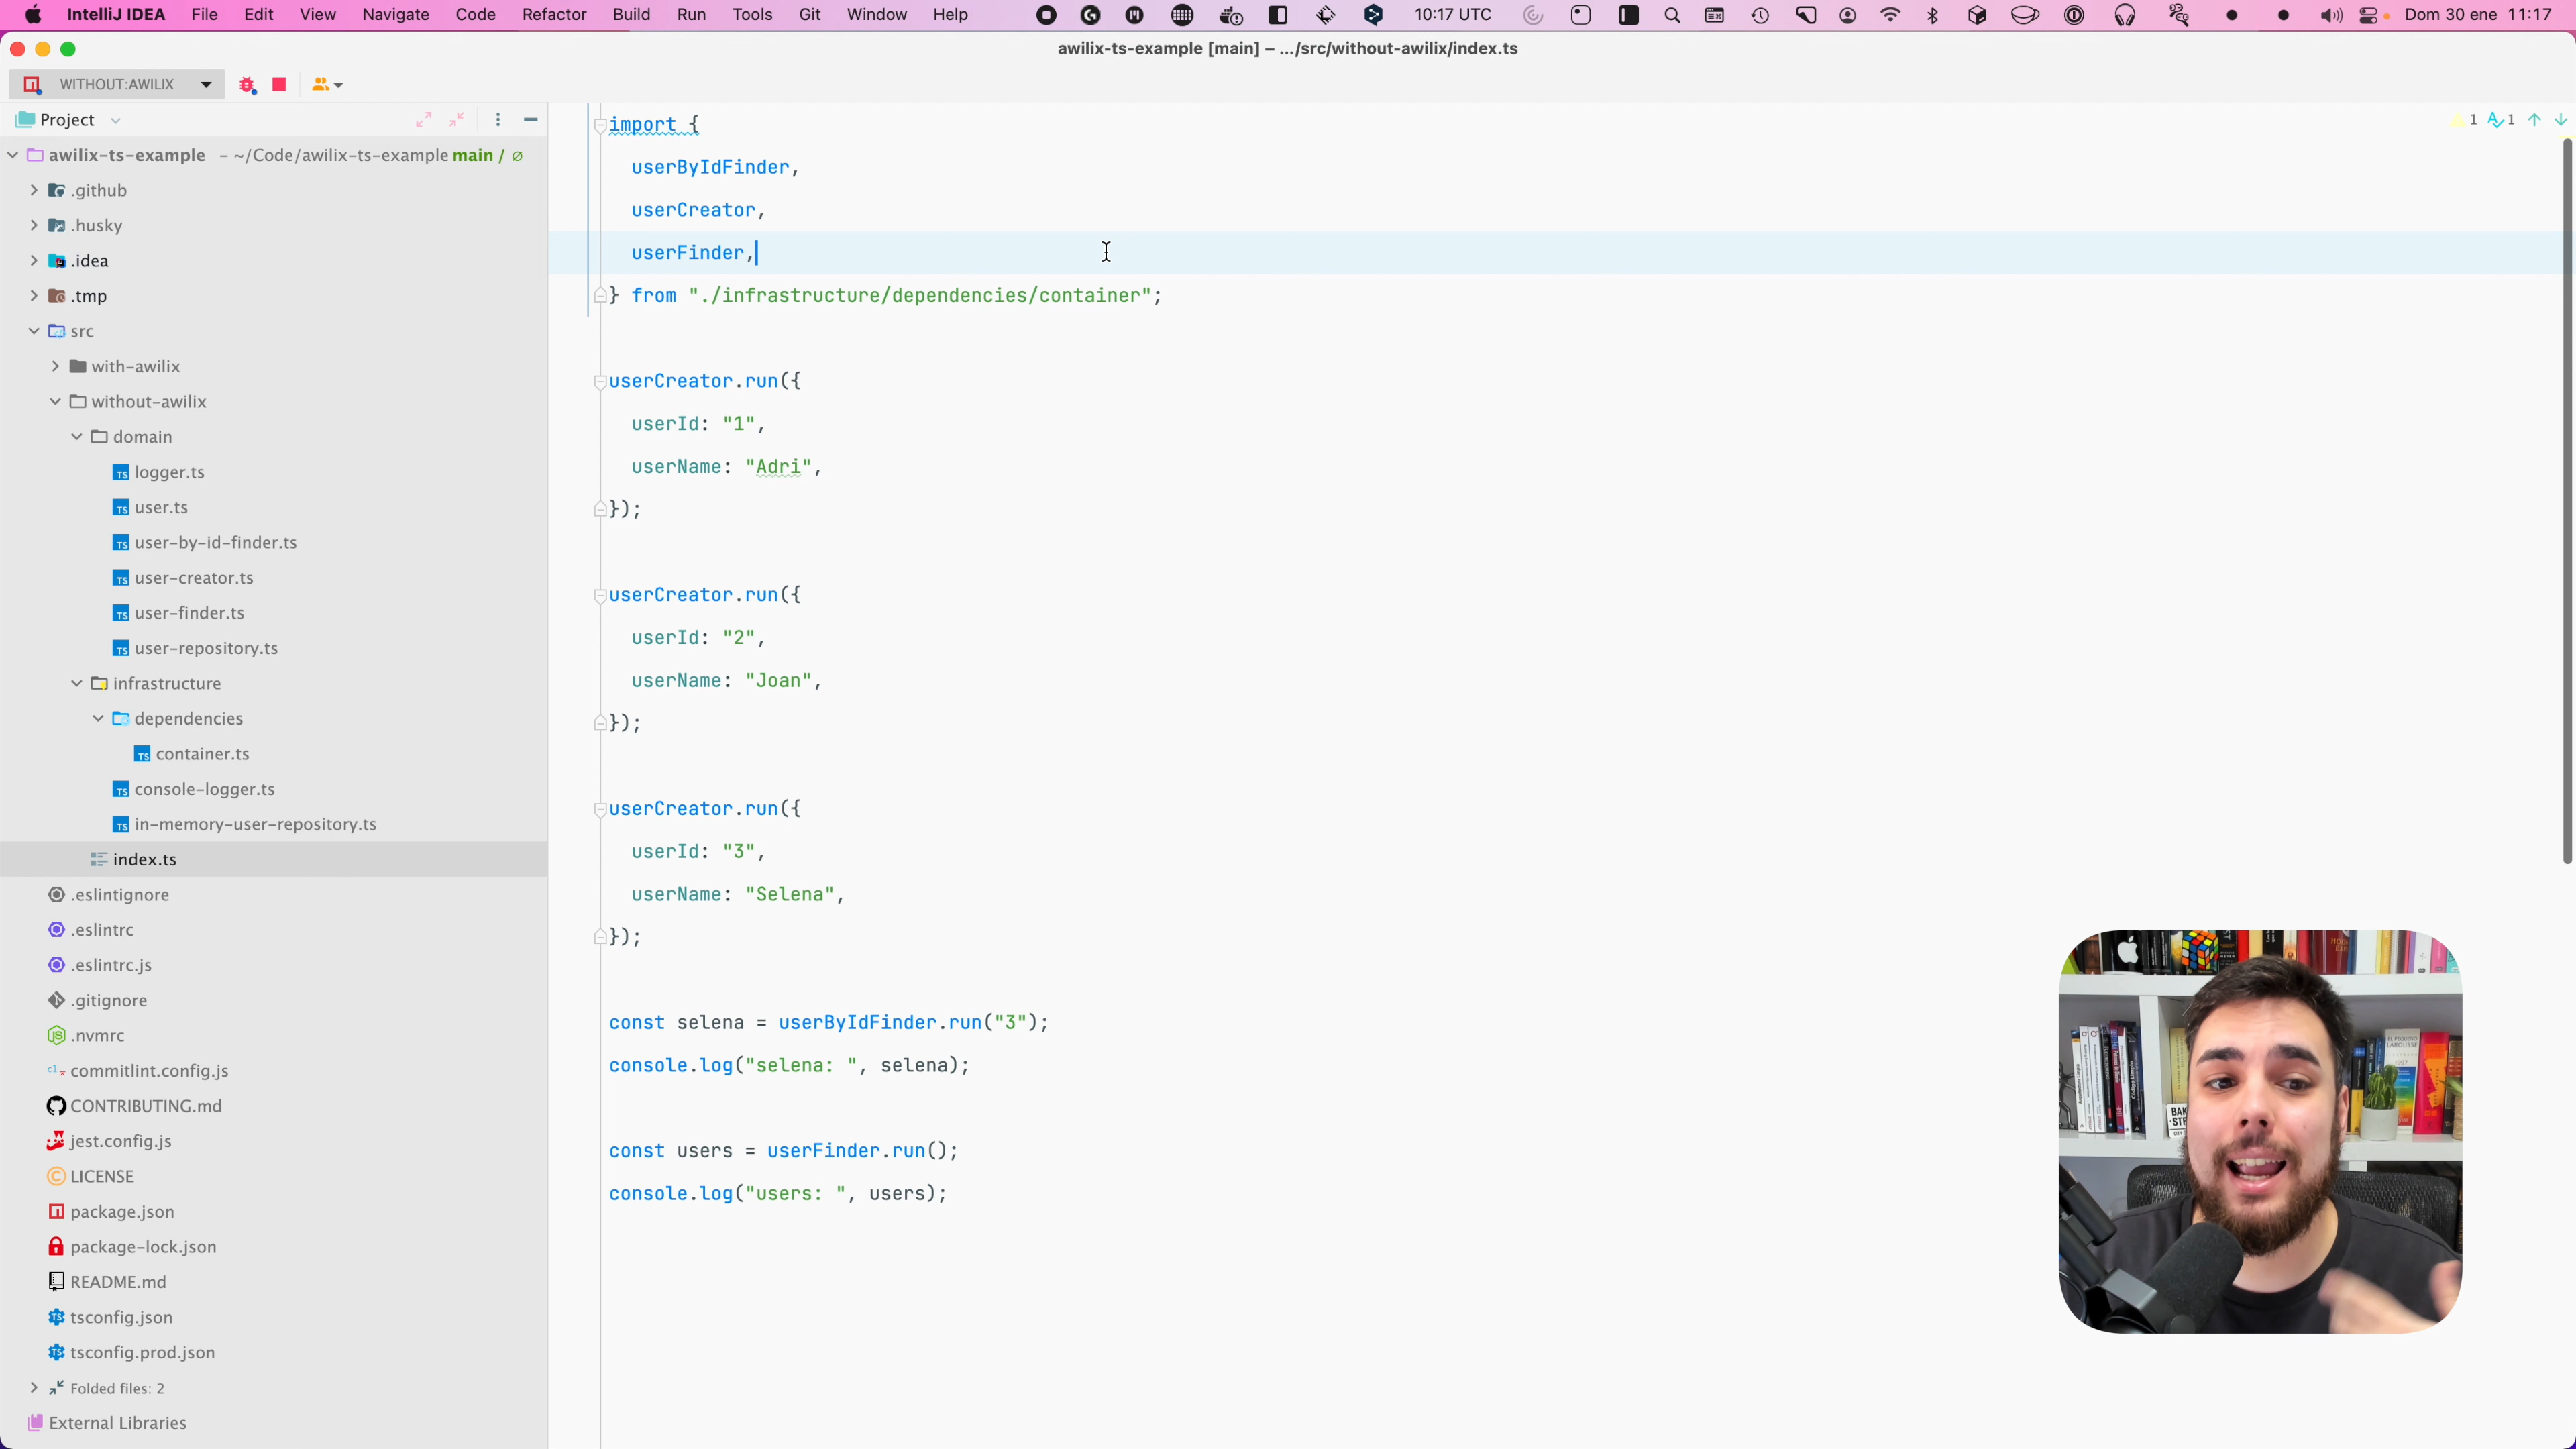 IntelliJ IDEA File Edit View Navigate Code Refactor Build Run Tools Git Window Help 10:17 UTC Dom 30 ene 11:17
awilix-ts-example [main] – .../src/without-awilix/index.ts
WITHOUT:AWILIX
Project
awilix-ts-example – ~/Code/awilix-ts-example main / ∅
.github
.husky
.idea
.tmp
src
with-awilix
without-awilix
domain
logger.ts
user.ts
user-by-id-finder.ts
user-creator.ts
user-finder.ts
user-repository.ts
infrastructure
dependencies
container.ts
console-logger.ts
in-memory-user-repository.ts
index.ts
.eslintignore
.eslintrc
.eslintrc.js
.gitignore
.nvmrc
commitlint.config.js
CONTRIBUTING.md
jest.config.js
LICENSE
package.json
package-lock.json
README.md
tsconfig.json
tsconfig.prod.json
Folded files: 2
External Libraries
1 1
import {
userByIdFinder,
userCreator,
userFinder,
} from "./infrastructure/dependencies/container";
userCreator.run({
userId: "1",
userName: "Adri",
});
userCreator.run({
userId: "2",
userName: "Joan",
});
userCreator.run({
userId: "3",
userName: "Selena",
});
const selena = userByIdFinder.run("3");
console.log("selena: ", selena);
const users = userFinder.run();
console.log("users: ", users);